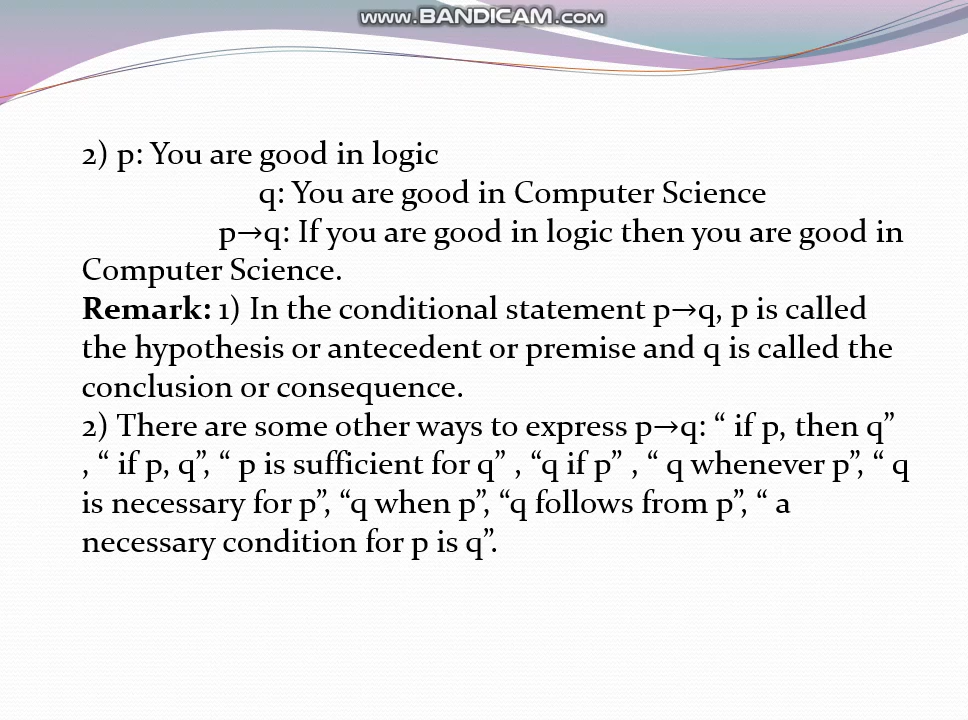 www.BANDICAM.com
2) p: You are good in logic
q: You are good in Computer Science
p→q: If you are good in logic then you are good in
Computer Science.
Remark: 1) In the conditional statement p→q, p is called
the hypothesis or antecedent or premise and q is called the
conclusion or consequence.
2) There are some other ways to express p→q: “ if p, then q”
, “ if p, q”, “ p is sufficient for q” , “q if p” , “ q whenever p”, “ q
is necessary for p”, “q when p”, “q follows from p”, “ a
necessary condition for p is q”.